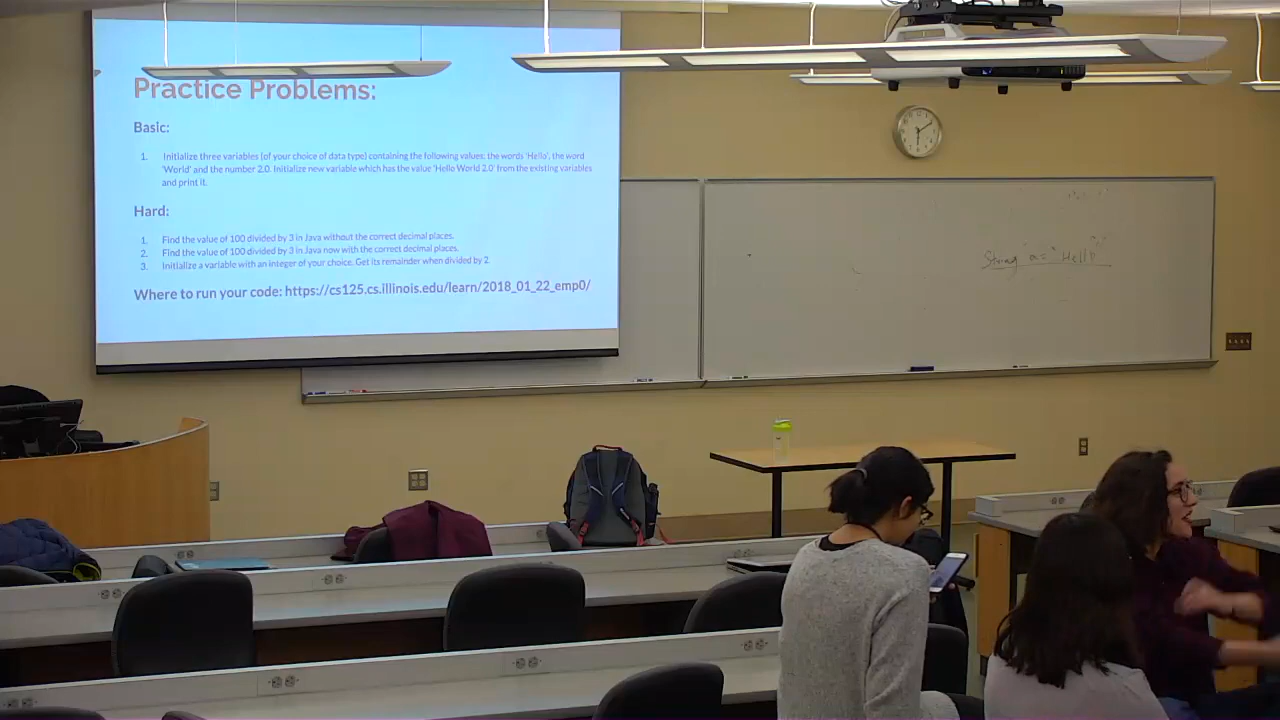 Practice Problems:
Basic:
1. Initialize three variables (of your choice of data type) containing the following values: the words 'Hello', the word
'World' and the number 2.0. Initialize new variable which has the value 'Hello World 2.0' from the existing variables
and print it.
Hard:
1. Find the value of 100 divided by 3 in Java without the correct decimal places.
2. Find the value of 100 divided by 3 in Java now with the correct decimal places.
3. Initialize a variable with an integer of your choice. Get its remainder when divided by 2.
Where to run your code: https://cs125.cs.illinois.edu/learn/2018_01_22_emp0/
String a = "Hello"